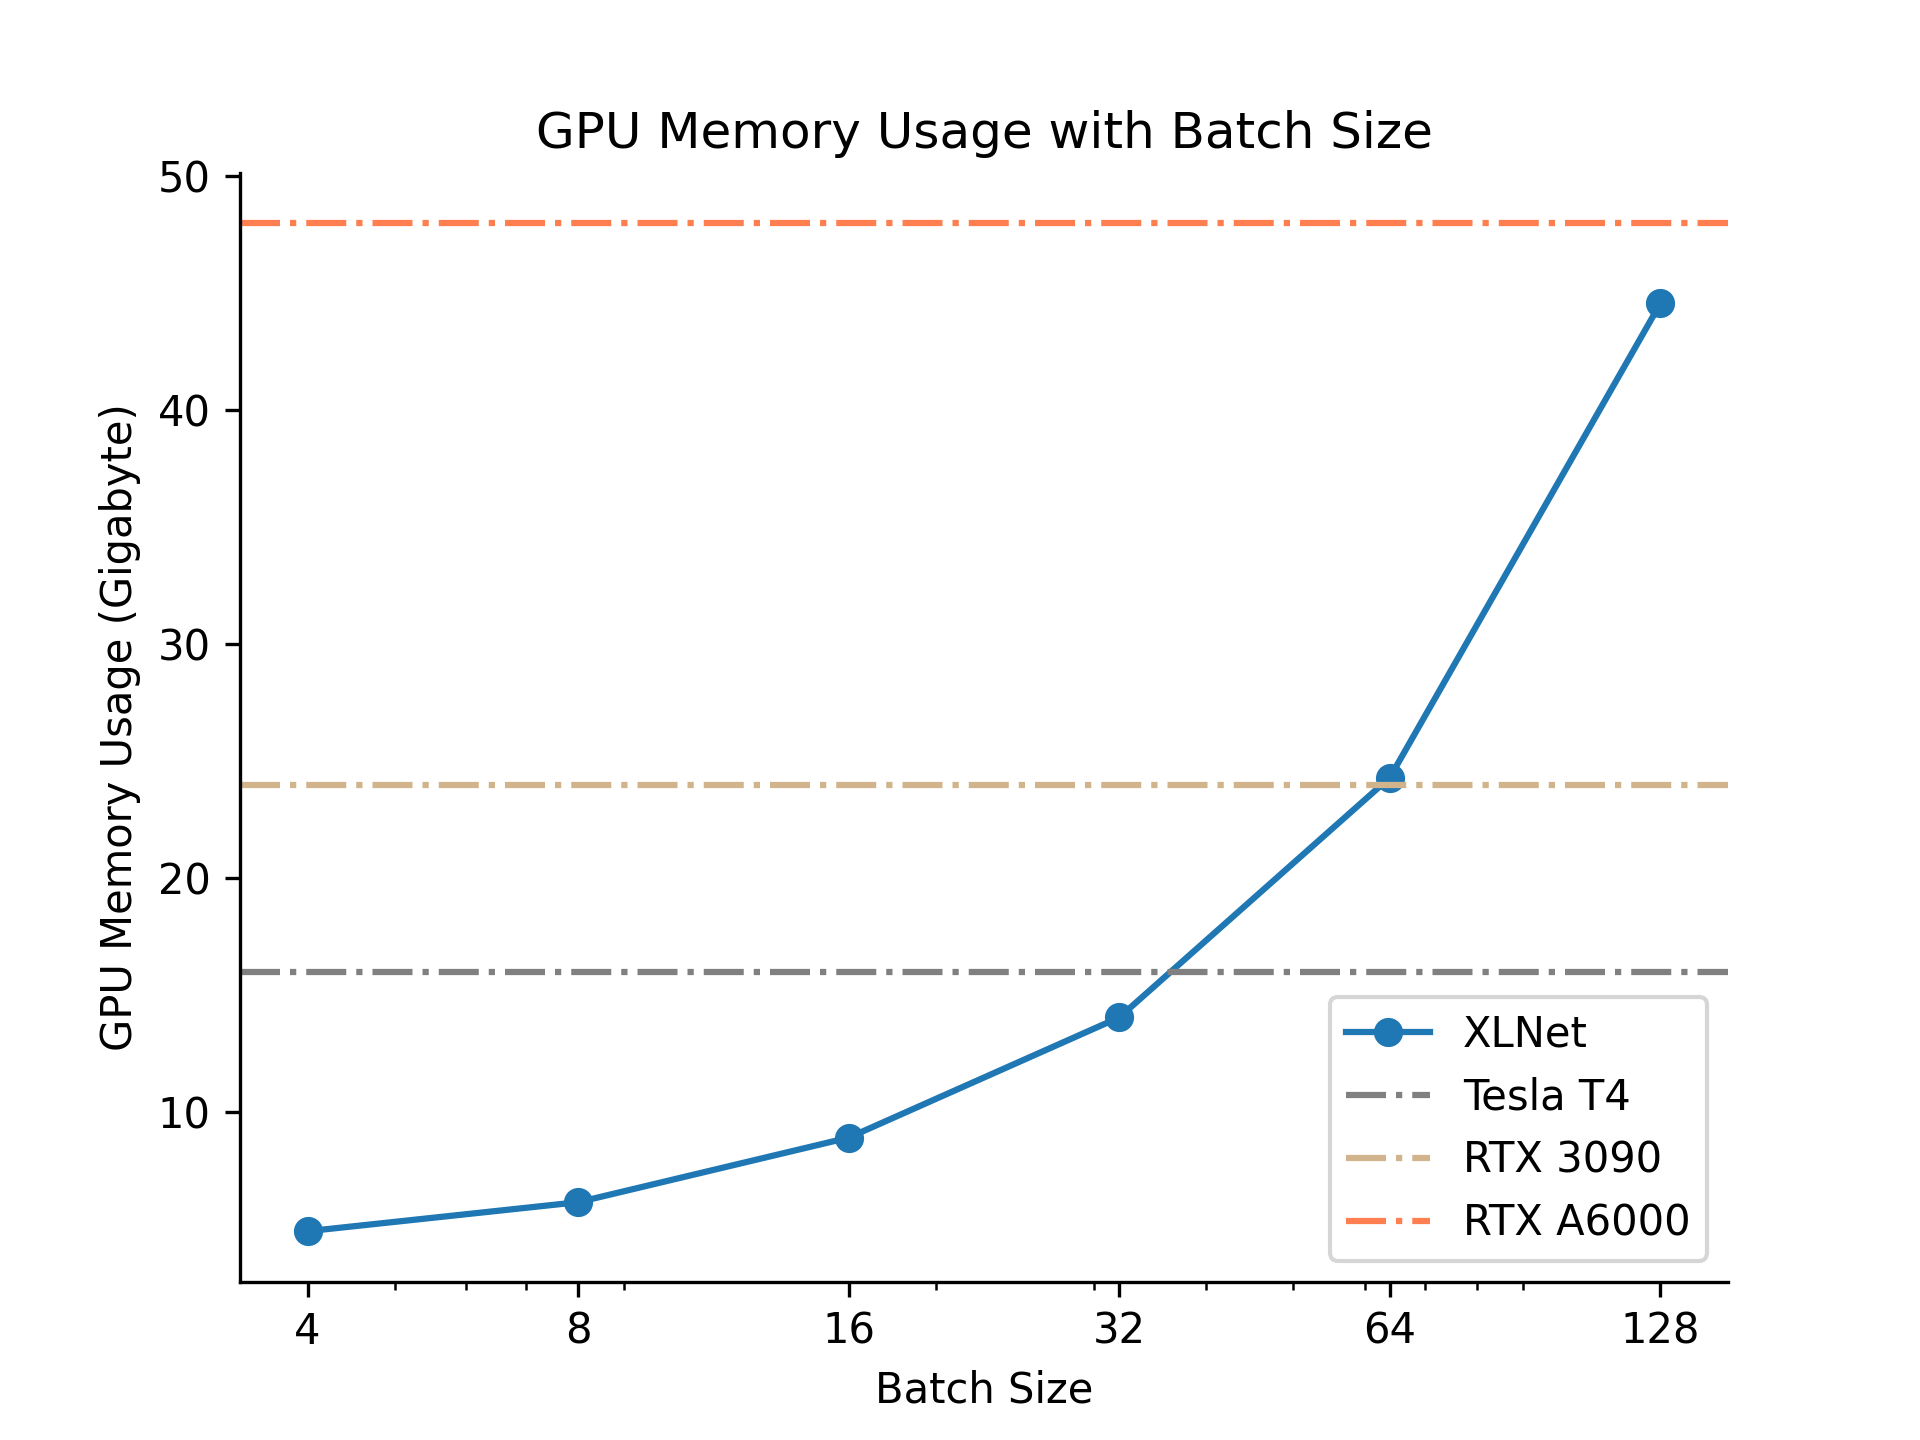 GPU Memory Usage with Batch Size
50
40
30
20
10
GPU Memory Usage (Gigabyte)
XLNet
Tesla T4
RTX 3090
RTX A6000
4 8 16 32 64 128
Batch Size